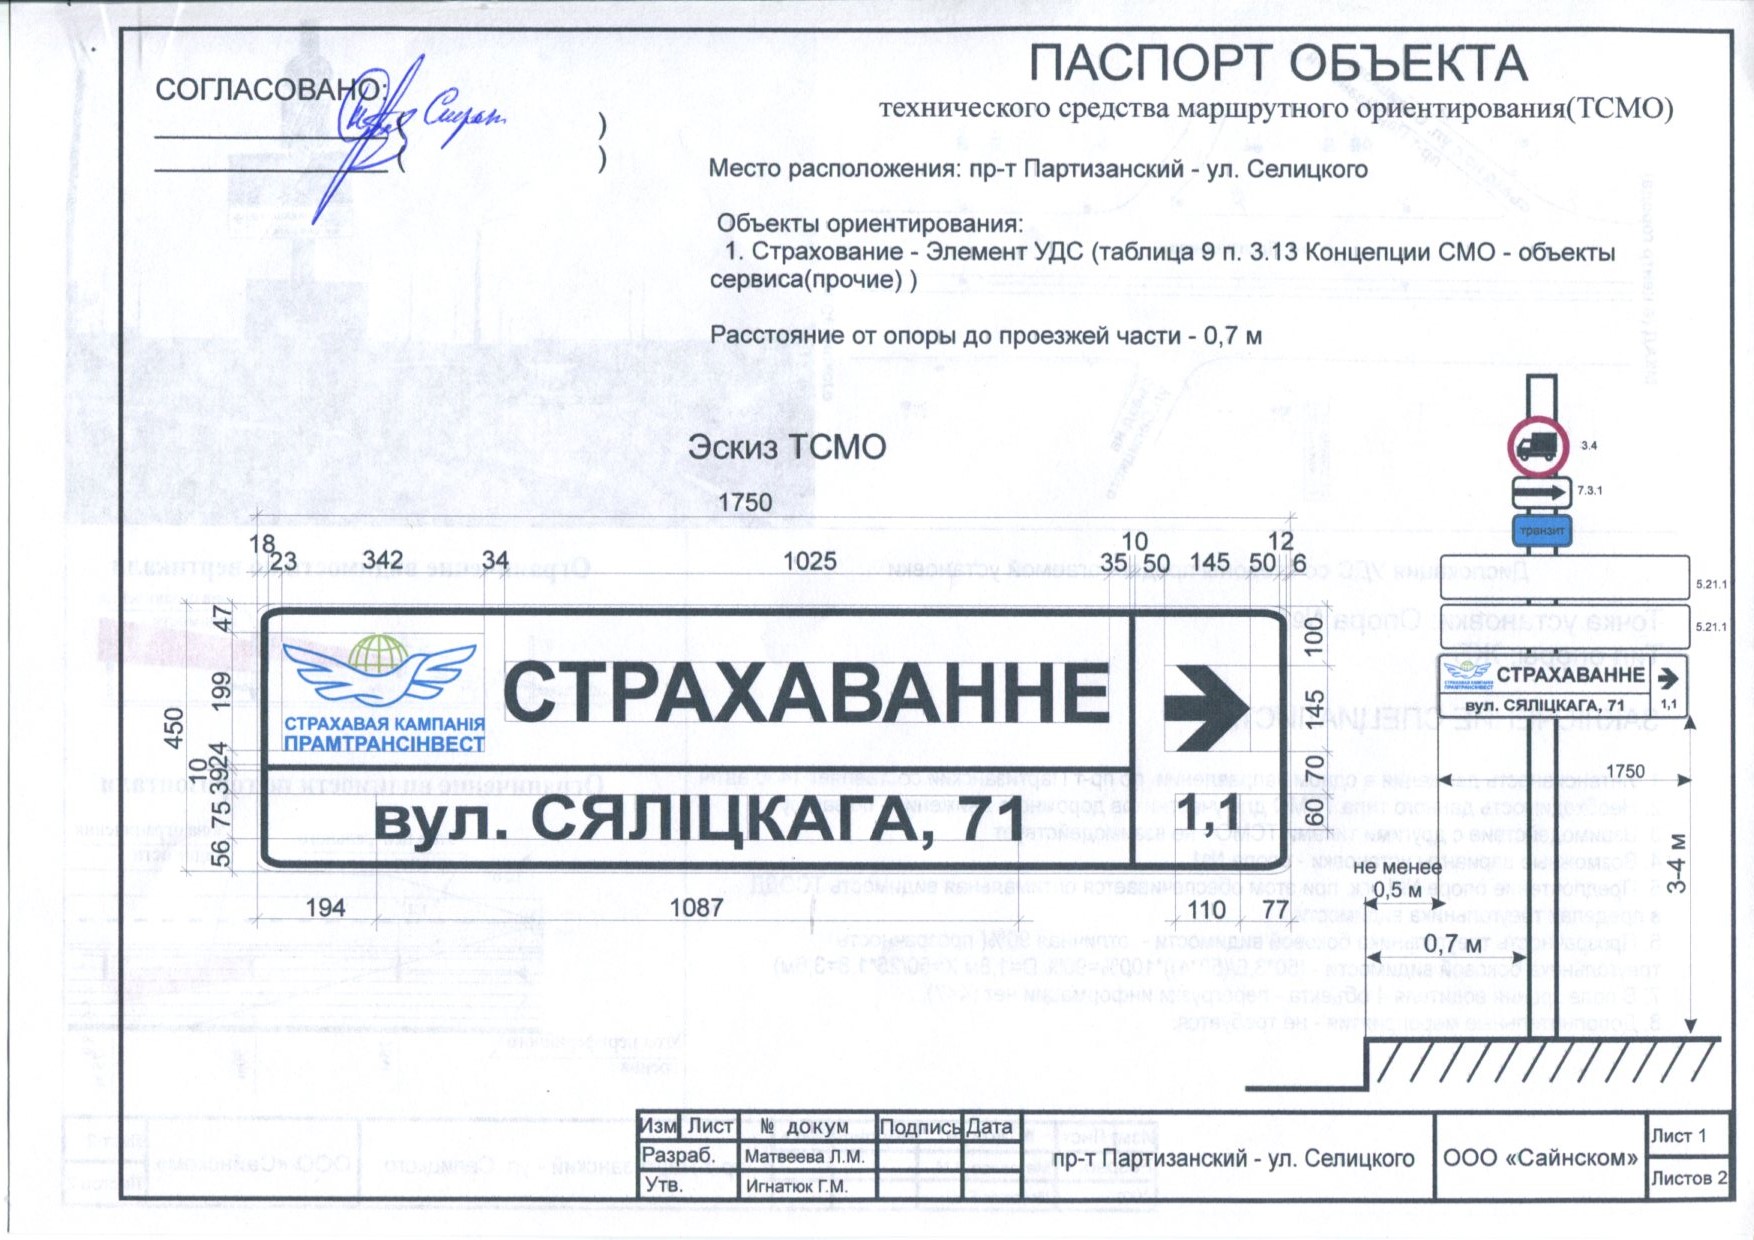 СОГЛАСОВАНО:
( )
( )
ПАСПОРТ ОБЪЕКТА
технического средства маршрутного ориентирования(ТСМО)
Место расположения: пр-т Партизанский - ул. Селицкого
Объекты ориентирования:
1. Страхование - Элемент УДС (таблица 9 п. 3.13 Концепции СМО - объекты
сервиса(прочие) )
Расстояние от опоры до проезжей части - 0,7 м
Эскиз ТСМО
1750
18 23 342 34 1025 35 10 50 145 50 12 6
47 199 24 10 39 75 56
450
СТРАХАВАЯ КАМПАНІЯ
ПРАМТРАНСІНВЕСТ
СТРАХАВАННЕ
вул. СЯЛІЦКАГА, 71
1,1
100 145 70 60
194 1087 110 77
3.4
7.3.1
транзит
5.21.1
5.21.1
СТРАХАВАЯ КАМПАНІЯ
ПРАМТРАНСІНВЕСТ
СТРАХАВАННЕ
вул. СЯЛІЦКАГА, 71
1,1
1750
не менее
0,5 м
0,7 м
3-4 м
Изм Лист № докум Подпись Дата
Разраб. Матвеева Л.М.
Утв. Игнатюк Г.М.
пр-т Партизанский - ул. Селицкого
ООО «Сайнском»
Лист 1
Листов 2